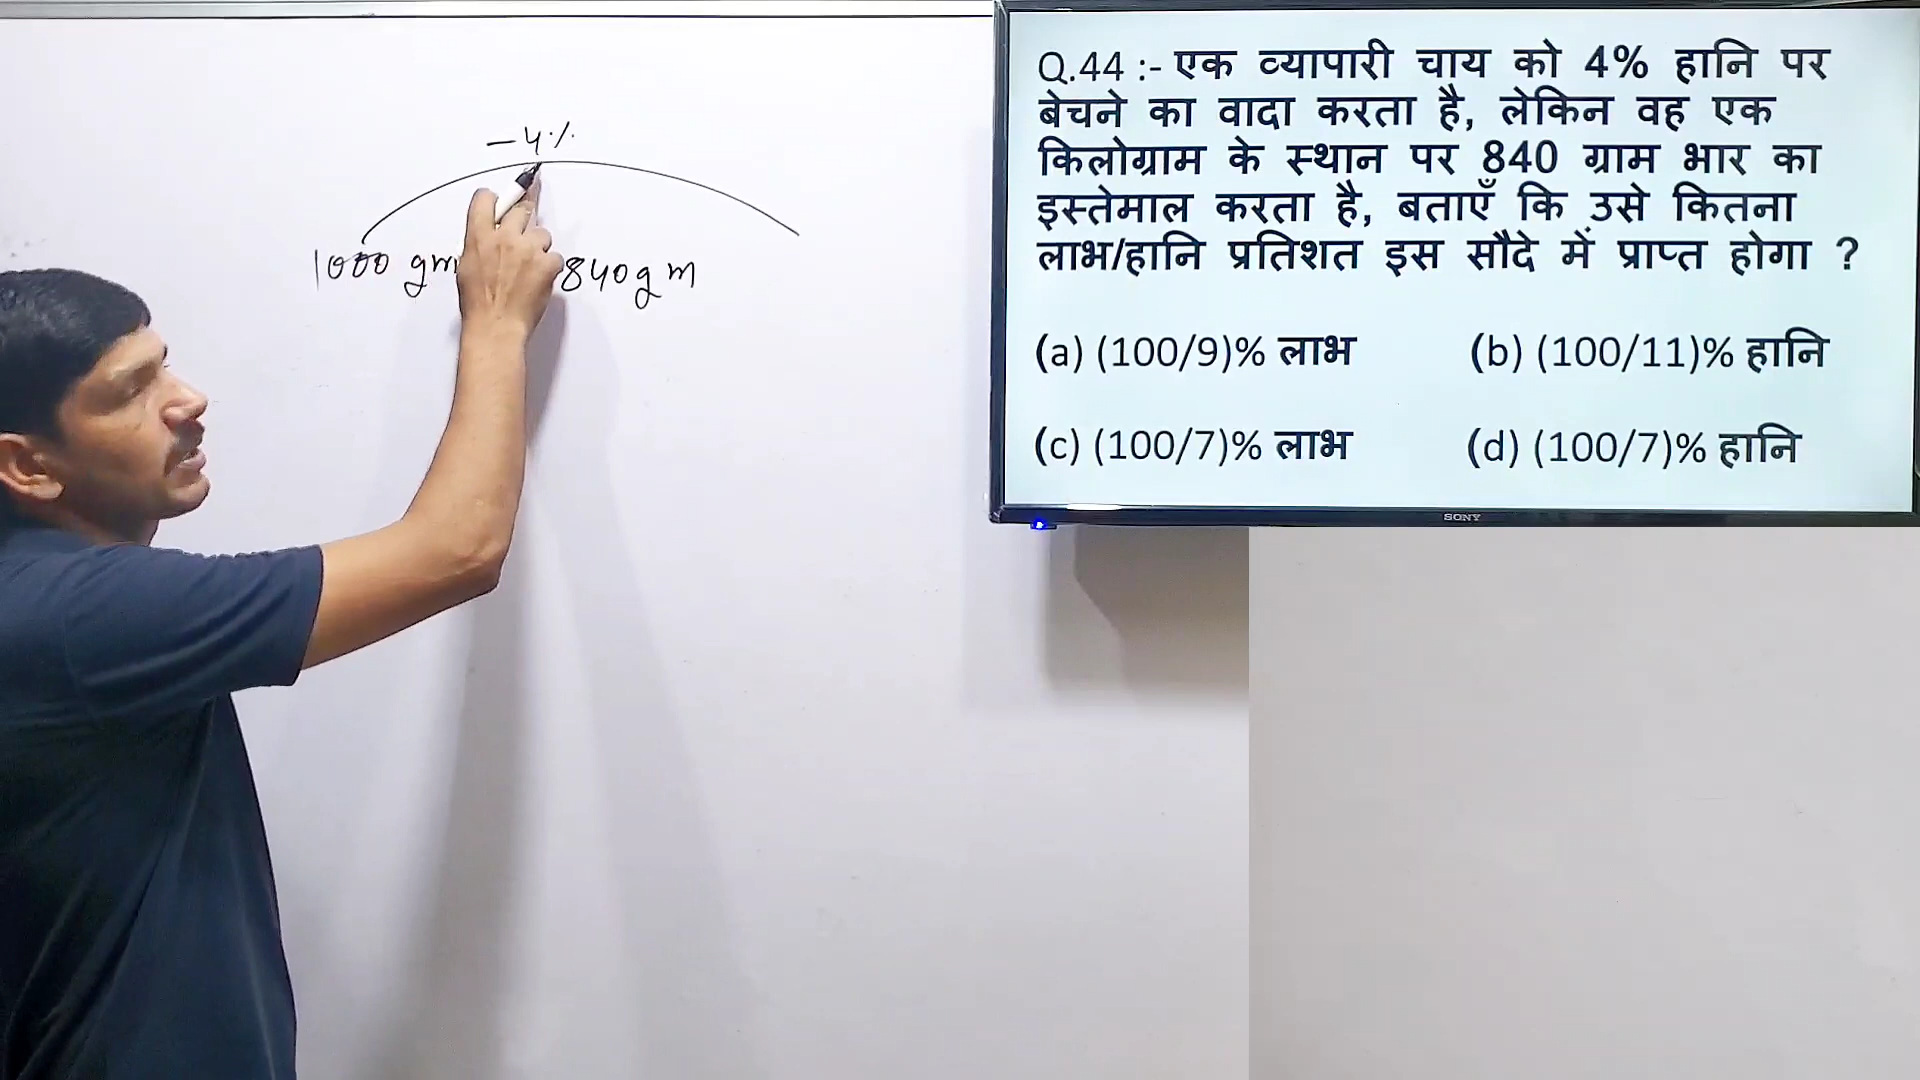 -4%
1000 gm
840gm
Q.44 :- एक व्यापारी चाय को 4% हानि पर
बेचने का वादा करता है, लेकिन वह एक
किलोग्राम के स्थान पर 840 ग्राम भार का
इस्तेमाल करता है, बताएँ कि उसे कितना
लाभ/हानि प्रतिशत इस सौदे में प्राप्त होगा ?
(a) (100/9)% लाभ (b) (100/11)% हानि
(c) (100/7)% लाभ (d) (100/7)% हानि
SONY